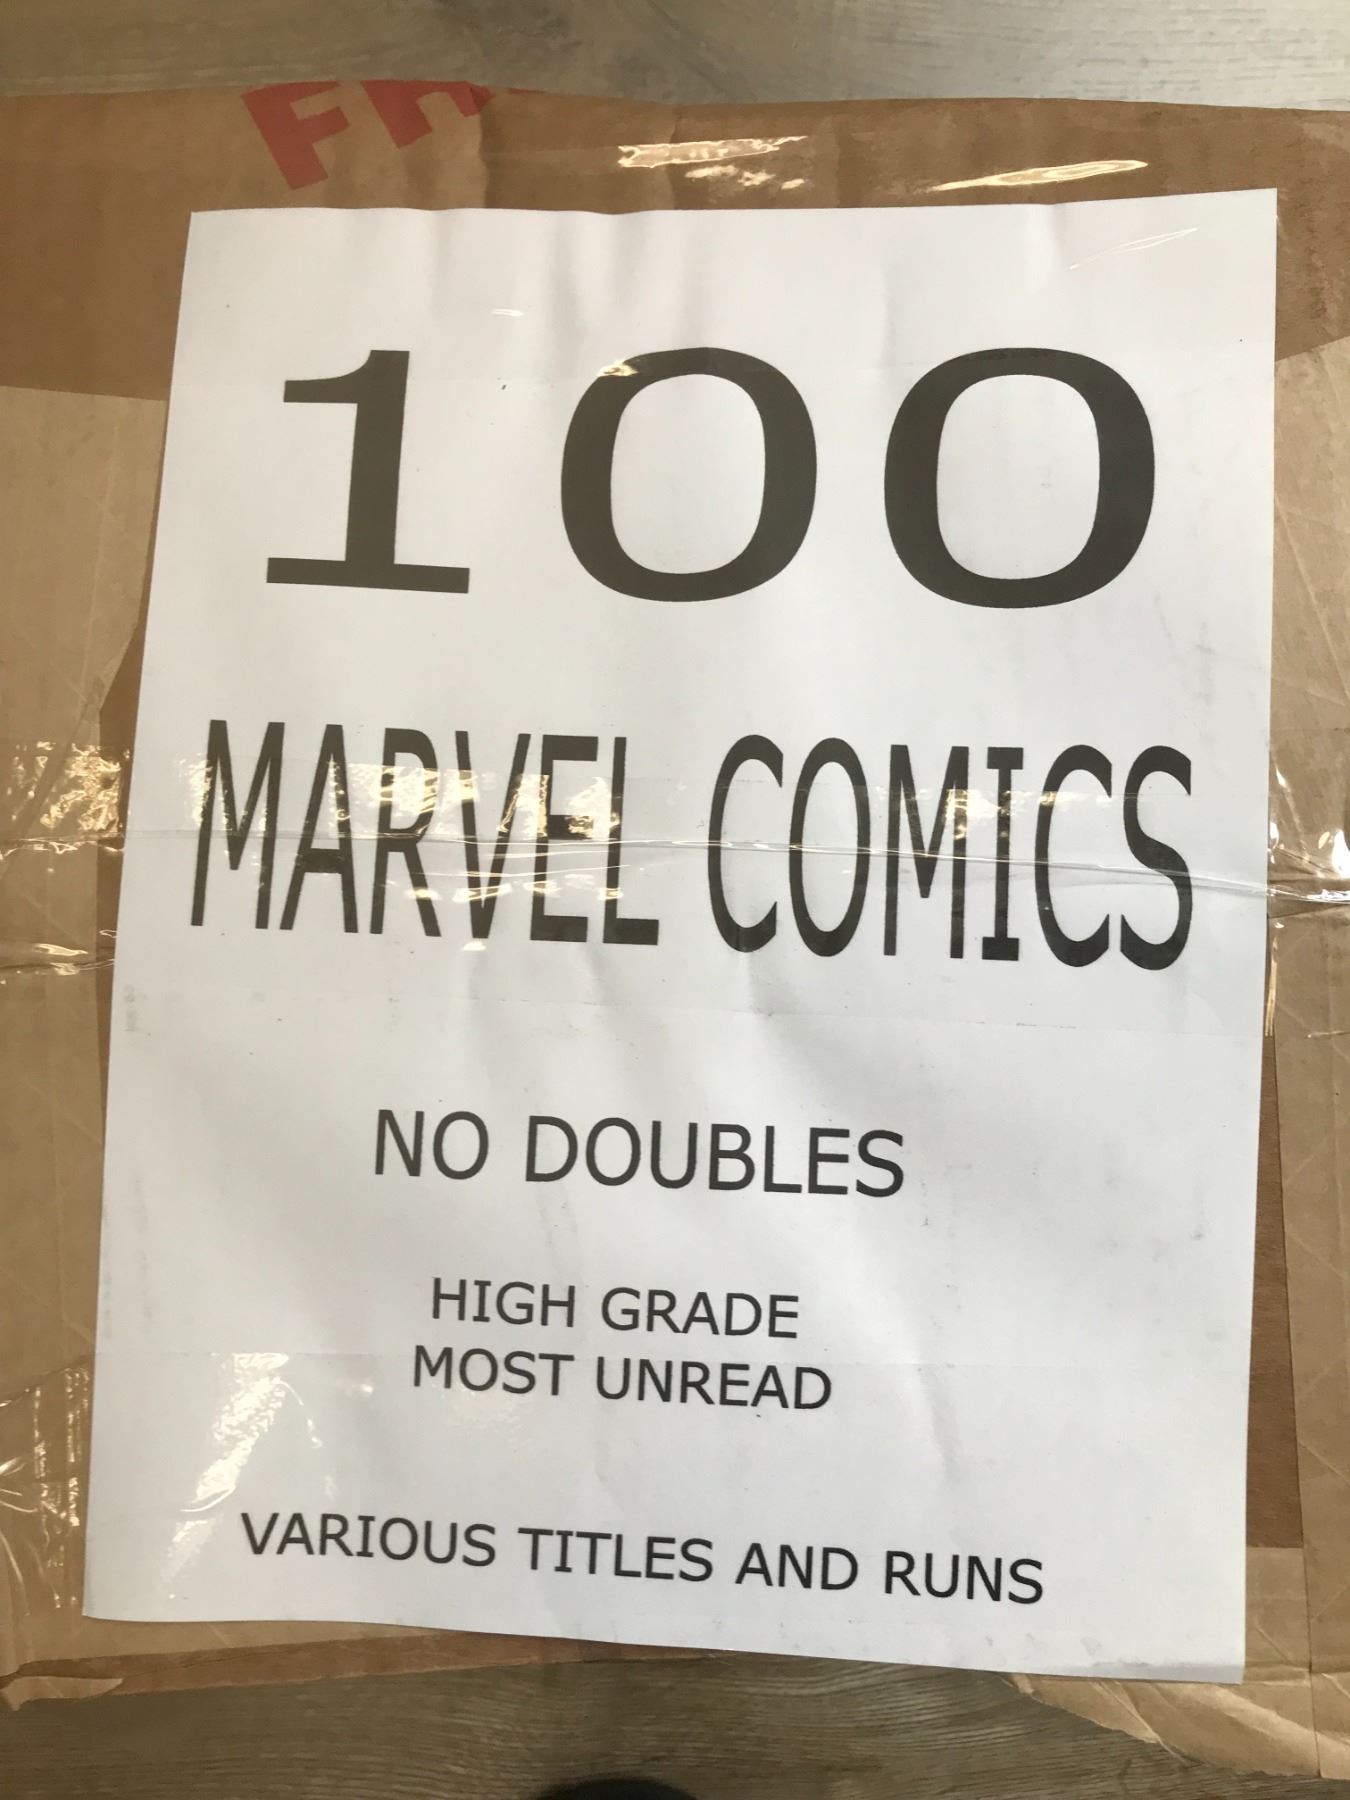 100
MARVEL COMICS
NO DOUBLES
HIGH GRADE
MOST UNREAD
VARIOUS TITLES AND RUNS